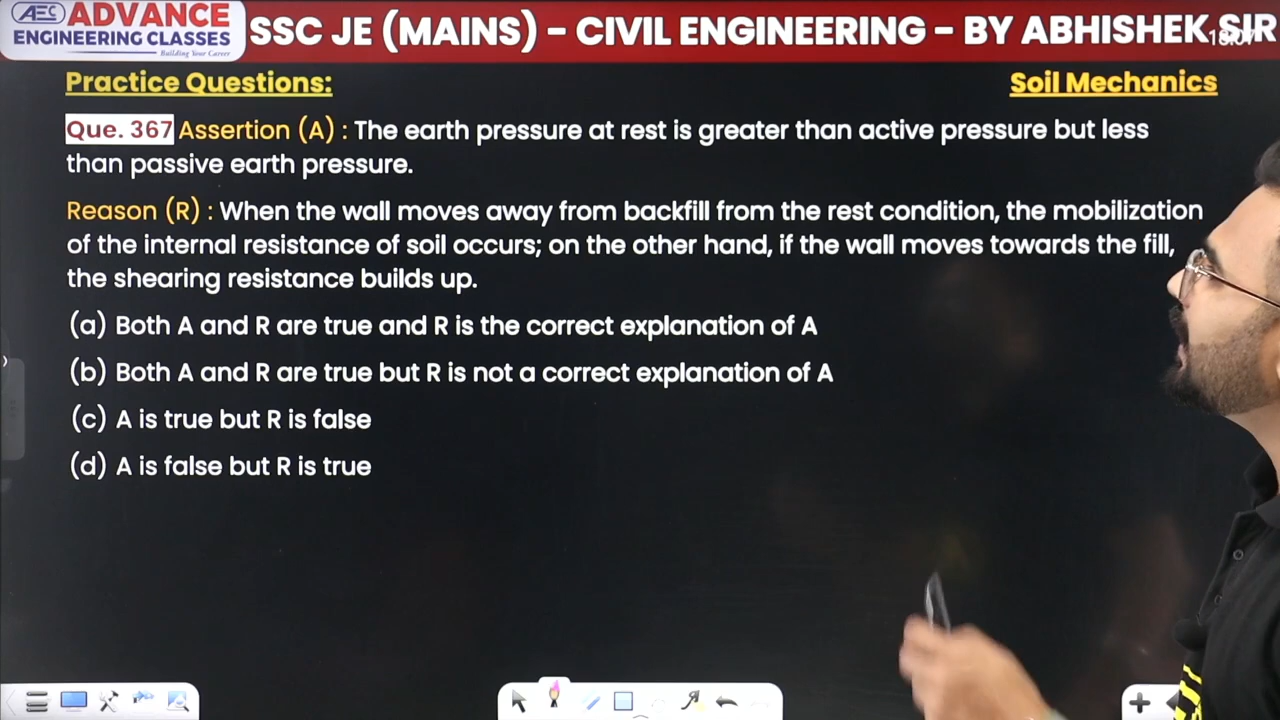 AEC ADVANCE
ENGINEERING CLASSES
Building Your Career
SSC JE (MAINS) - CIVIL ENGINEERING - BY ABHISHEK SIR
18:07
Practice Questions:
Soil Mechanics
Que. 367 Assertion (A) : The earth pressure at rest is greater than active pressure but less
than passive earth pressure.
Reason (R) : When the wall moves away from backfill from the rest condition, the mobilization
of the internal resistance of soil occurs; on the other hand, if the wall moves towards the fill,
the shearing resistance builds up.
(a) Both A and R are true and R is the correct explanation of A
(b) Both A and R are true but R is not a correct explanation of A
(c) A is true but R is false
(d) A is false but R is true